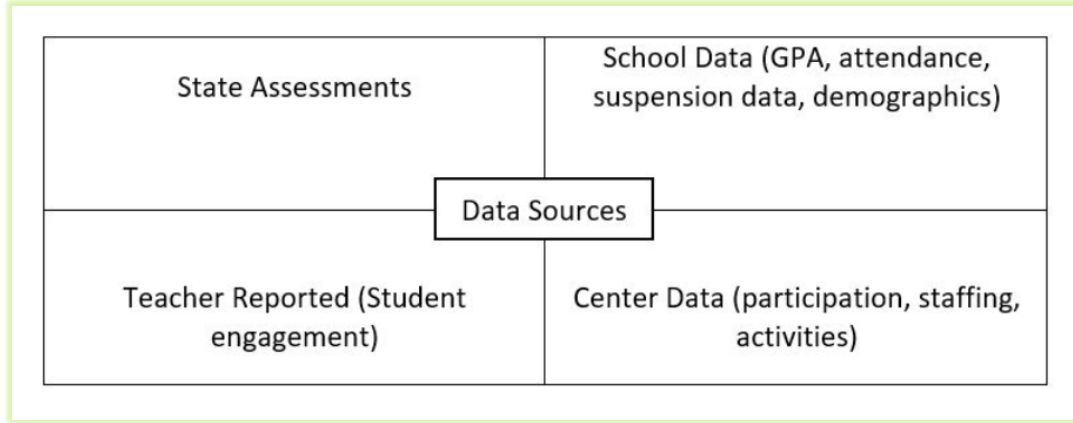 State Assessments
School Data (GPA, attendance,
suspension data, demographics)
Data Sources
Teacher Reported (Student
engagement)
Center Data (participation, staffing,
activities)